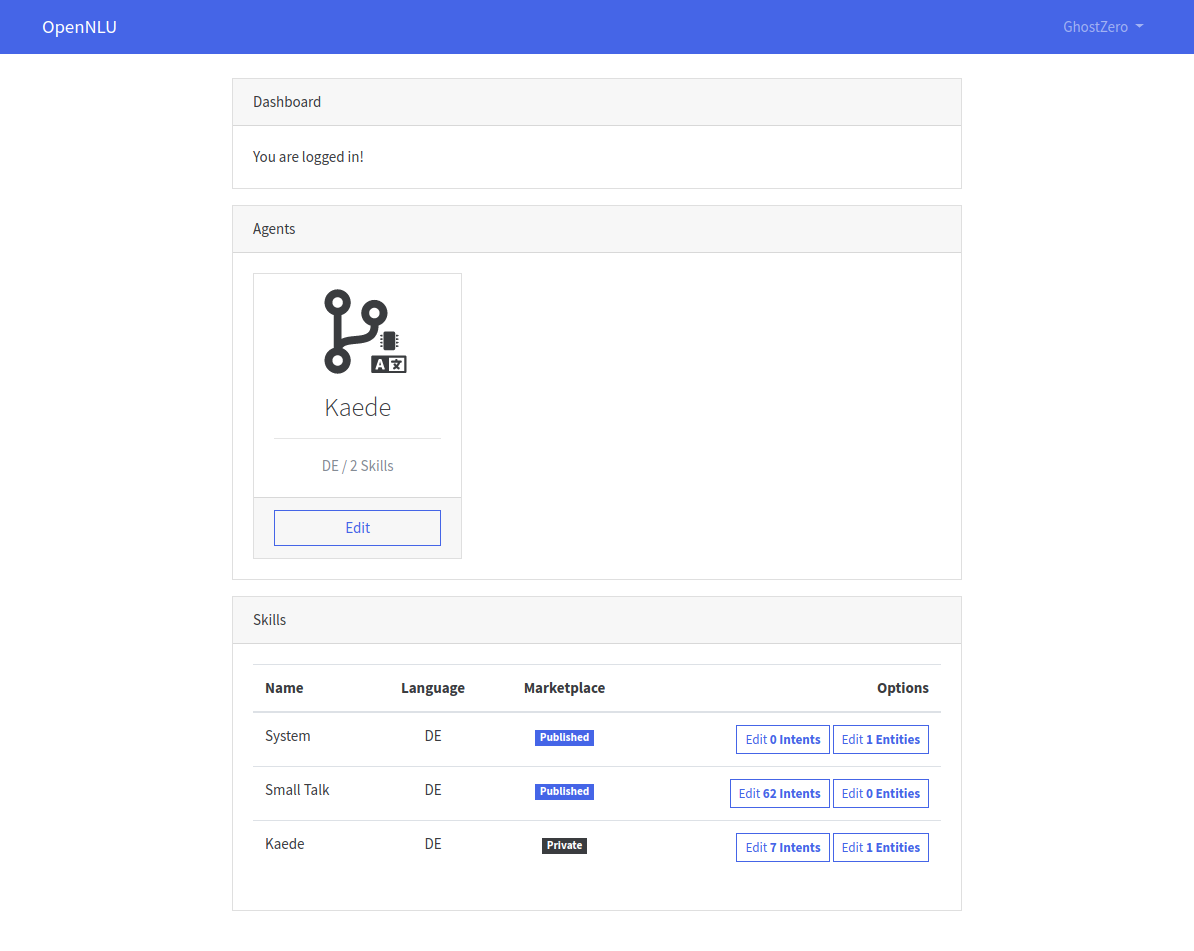 OpenNLU GhostZero
Dashboard
You are logged in!
Agents
A 文
Kaede
DE / 2 Skills
Edit
Skills
Name Language Marketplace Options
System DE Published Edit 0 Intents Edit 1 Entities
Small Talk DE Published Edit 62 Intents Edit 0 Entities
Kaede DE Private Edit 7 Intents Edit 1 Entities